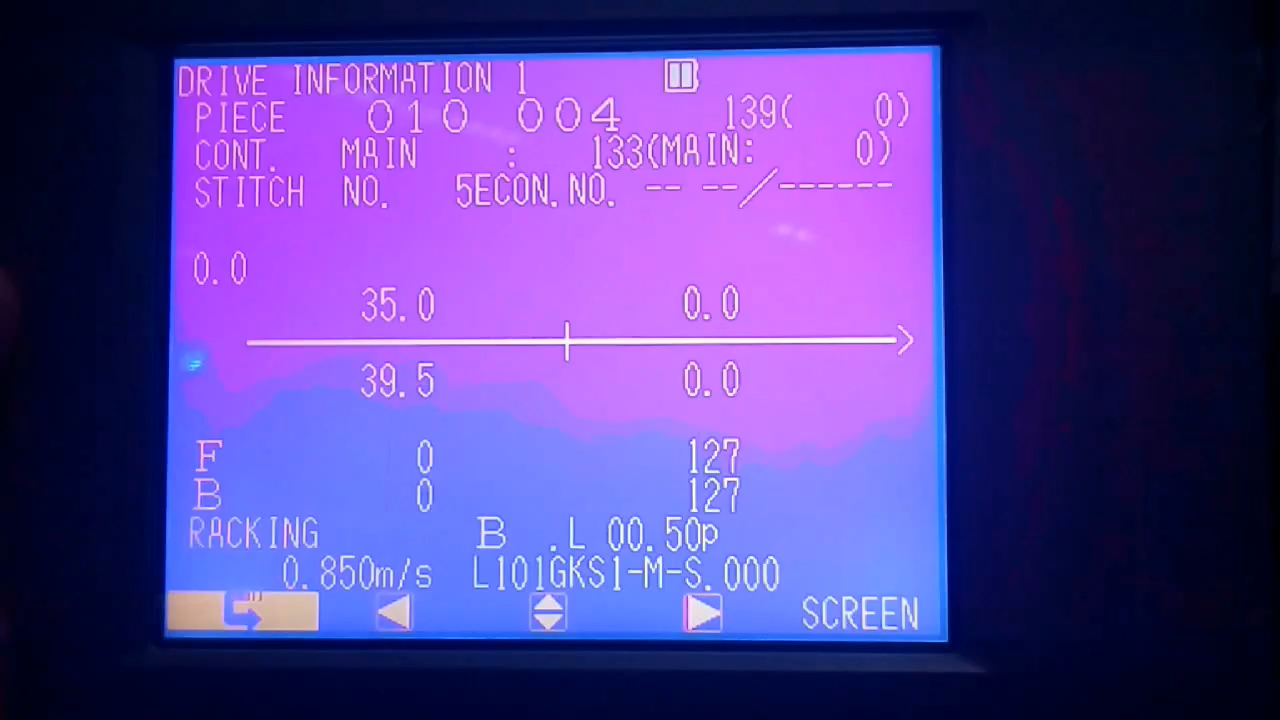 DRIVE INFORMATION 1
PIECE 010 004 139( 0)
CONT. MAIN : 133(MAIN: 0)
STITCH NO. 5ECON.NO. -- --/------
0.0
35.0 0.0
39.5 0.0
F 0 127
B 0 127
RACKING B .L 00.50p
0.850m/s L101GKS1-M-S.000
SCREEN